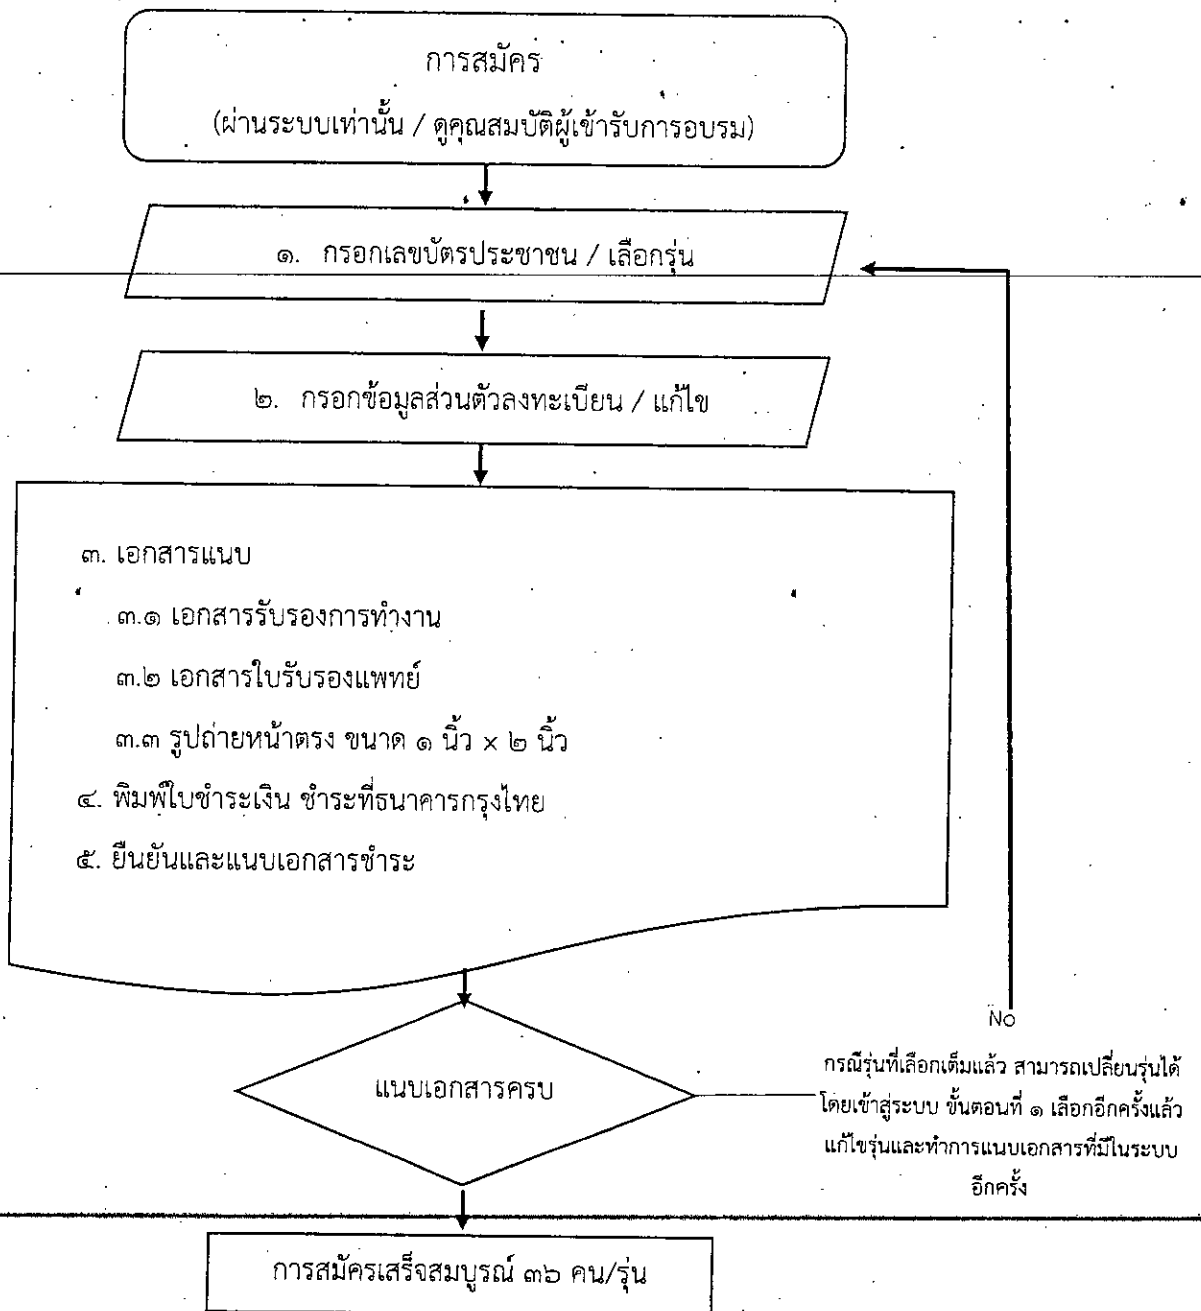 การสมัคร
(ผ่านระบบเท่านั้น / ดูคุณสมบัติผู้เข้ารับการอบรม)
๑. กรอกเลขบัตรประชาชน / เลือกรุ่น
๒. กรอกข้อมูลส่วนตัวลงทะเบียน / แก้ไข
๓. เอกสารแนบ
๓.๑ เอกสารรับรองการทำงาน
๓.๒ เอกสารใบรับรองแพทย์
๓.๓ รูปถ่ายหน้าตรง ขนาด ๑ นิ้ว × ๒ นิ้ว
๔. พิมพ์ใบชำระเงิน ชำระที่ธนาคารกรุงไทย
๕. ยืนยันและแนบเอกสารชำระ
แนบเอกสารครบ
No
กรณีรุ่นที่เลือกเต็มแล้ว สามารถเปลี่ยนรุ่นได้
โดยเข้าสู่ระบบ ขั้นตอนที่ ๑ เลือกอีกครั้งแล้ว
แก้ไขรุ่นและทำการแนบเอกสารที่มีในระบบ
อีกครั้ง
การสมัครเสร็จสมบูรณ์ ๓๖ คน/รุ่น